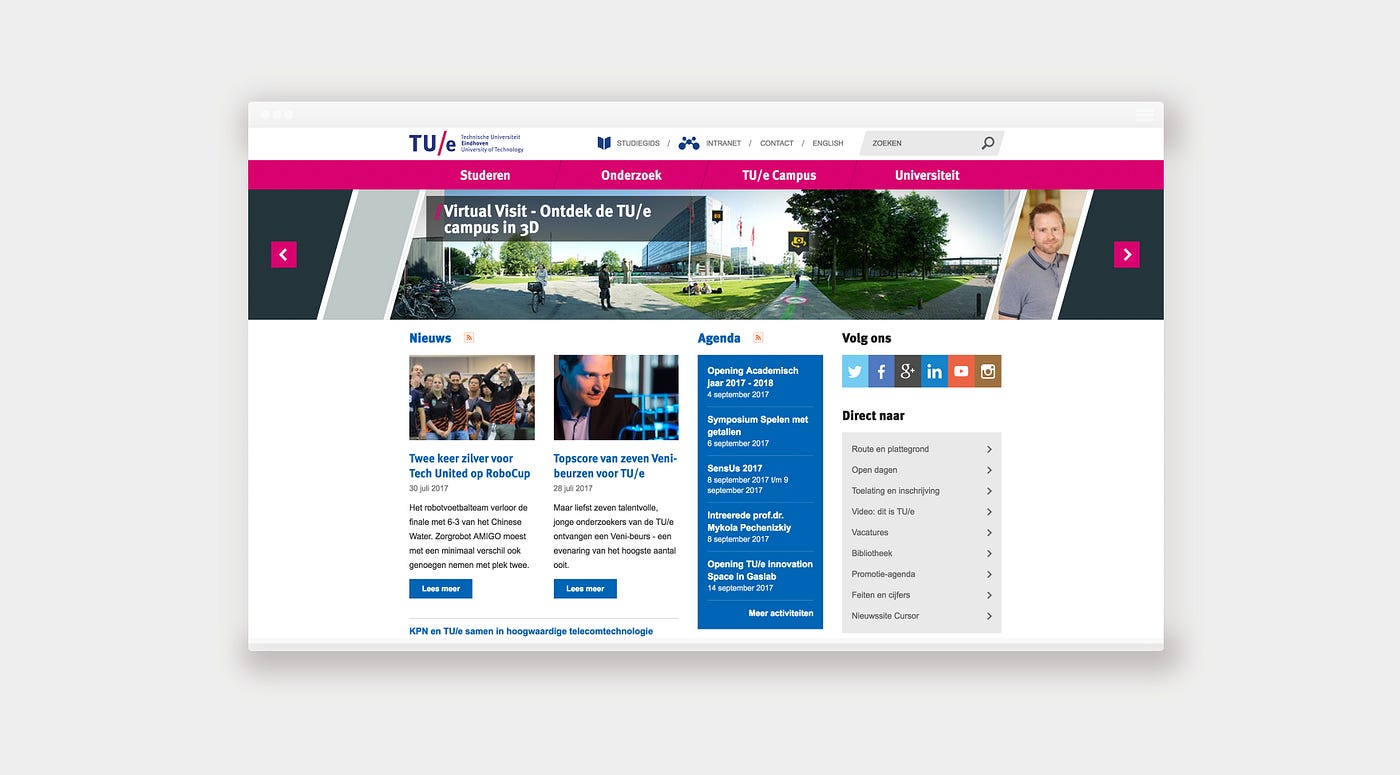 TU/e
Technische Universiteit
Eindhoven
University of Technology
STUDIEGIDS / INTRANET / CONTACT / ENGLISH
ZOEKEN
Studeren
Onderzoek
TU/e Campus
Universiteit
/Virtual Visit - Ontdek de TU/e
campus in 3D
Nieuws
Twee keer zilver voor
Tech United op RoboCup
30 juli 2017
Het robotvoetbalteam verloor de
finale met 6-3 van het Chinese
Water. Zorgrobot AMIGO moest
met een minimaal verschil ook
genoegen nemen met plek twee.
Lees meer
Topscore van zeven Veni-
beurzen voor TU/e
28 juli 2017
Maar liefst zeven talentvolle,
jonge onderzoekers van de TU/e
ontvangen een Veni-beurs - een
evenaring van het hoogste aantal
ooit.
Lees meer
KPN en TU/e samen in hoogwaardige telecomtechnologie
Agenda
Opening Academisch
jaar 2017 - 2018
4 september 2017
Symposium Spelen met
getallen
6 september 2017
SensUs 2017
8 september 2017 t/m 9
september 2017
Intreerede prof.dr.
Mykola Pechenizkiy
8 september 2017
Opening TU/e innovation
Space in Gaslab
14 september 2017
Meer activiteiten
Volg ons
Direct naar
Route en plattegrond
Open dagen
Toelating en inschrijving
Video: dit is TU/e
Vacatures
Bibliotheek
Promotie-agenda
Feiten en cijfers
Nieuwssite Cursor